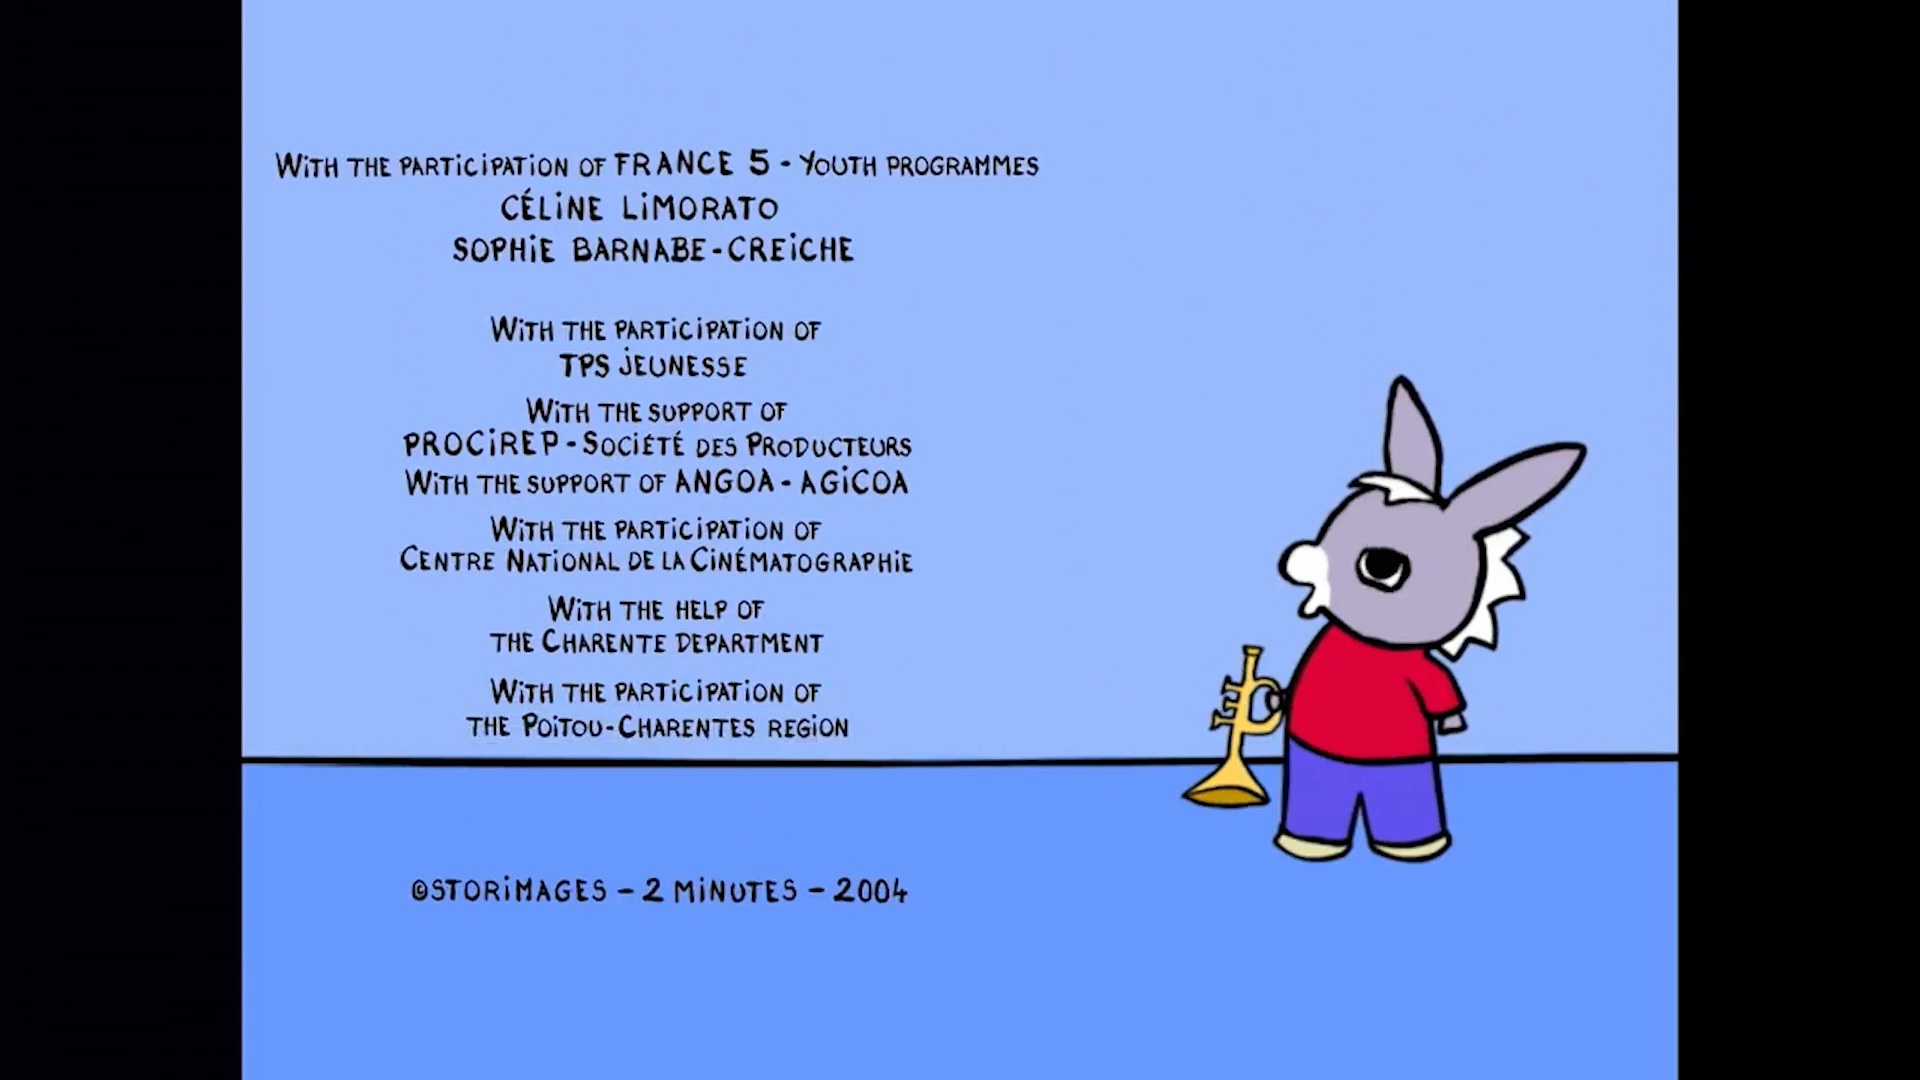 WiTH THE PARTiCiPATiON OF FRANCE 5 - YOUTH PROGRAMMES
CÉLiNE LiMORATO
SOPHiE BARNABE-CREiCHE
WiTH THE PARTiCiPATiON OF
TPS jEUNESSE
WiTH THE SUPPORT OF
PROCiREP - SOCiÉTÉ DES PRODUCTEURS
WiTH THE SUPPORT OF ANGOA - AGiCOA
WiTH THE PARTiCiPATiON OF
CENTRE NATiONAL DE LA CiNÉMATOGRAPHiE
WiTH THE HELP OF
THE CHARENTE DEPARTMENT
WiTH THE PARTiCiPATiON OF
THE POiTOU-CHARENTES REGiON
©STORiMAGES - 2 MiNUTES - 2004